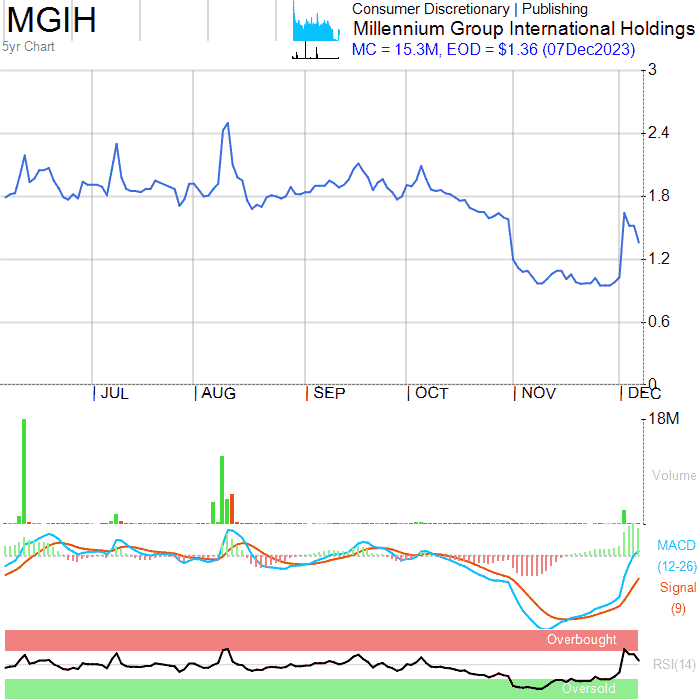 MGIH
5yr Chart
Consumer Discretionary | Publishing
Millennium Group International Holdings
MC = 15.3M, EOD = $1.36 (07Dec2023)
3
2.4
1.8
1.2
0.6
0
JUL AUG SEP OCT NOV DEC
18M
Volume
MACD
(12-26)
Signal
(9)
Overbought
RSI(14)
Oversold